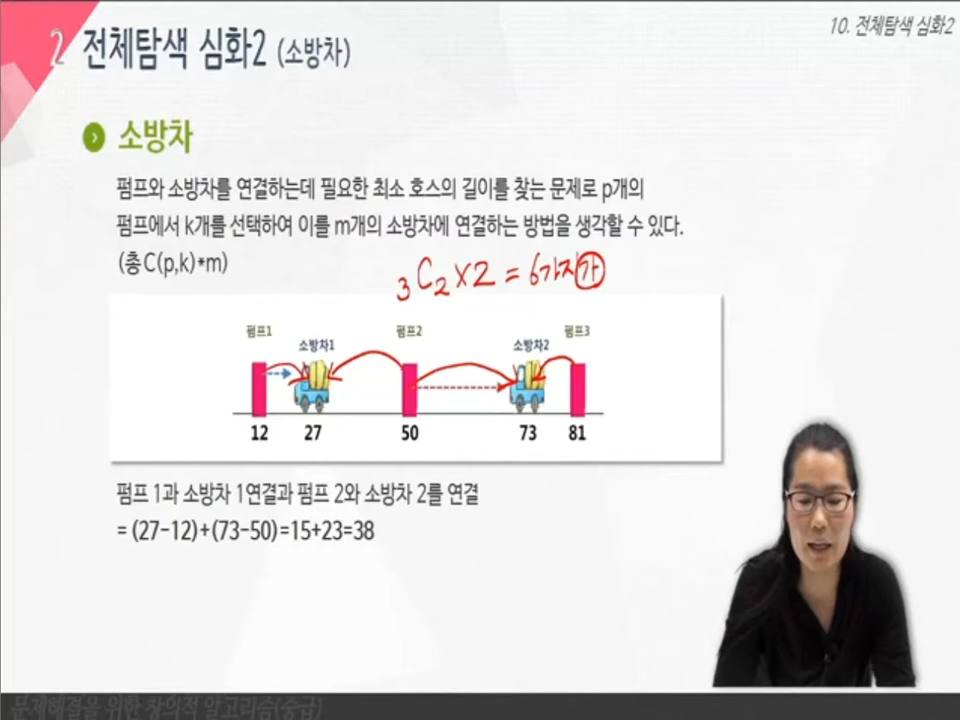 10. 전체탐색 심화2
2 전체탐색 심화2 (소방차)
소방차
펌프와 소방차를 연결하는데 필요한 최소 호스의 길이를 찾는 문제로 p개의
펌프에서 k개를 선택하여 이를 m개의 소방차에 연결하는 방법을 생각할 수 있다.
(총 C(p,k)*m)
₃C₂×2 = 6가지 가
펌프1 펌프2 펌프3
소방차1 소방차2
12 27 50 73 81
펌프 1과 소방차 1연결과 펌프 2와 소방차 2를 연결
= (27-12)+(73-50)=15+23=38
문제해결을 위한 창의적 알고리즘(중급)